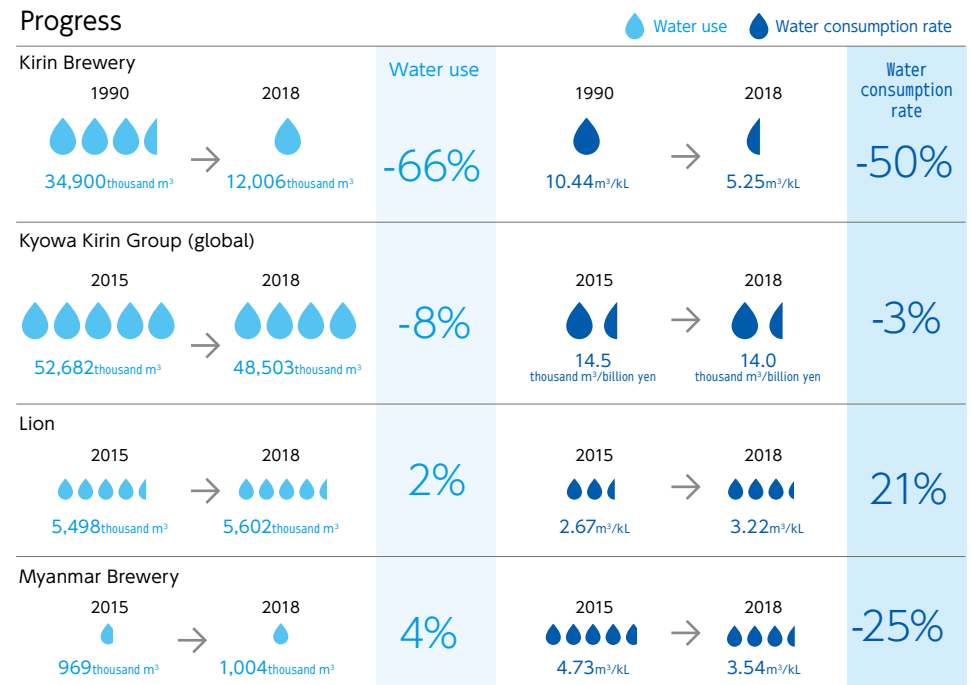 Progress
Water use Water consumption rate
Kirin Brewery
1990 2018
34,900thousand m³ 12,006thousand m³
Water use
-66%
1990 2018
10.44m³/kL 5.25m³/kL
Water
consumption
rate
-50%
Kyowa Kirin Group (global)
2015 2018
52,682thousand m³ 48,503thousand m³
-8%
2015 2018
14.5 14.0
thousand m³/billion yen thousand m³/billion yen
-3%
Lion
2015 2018
5,498thousand m³ 5,602thousand m³
2%
2015 2018
2.67m³/kL 3.22m³/kL
21%
Myanmar Brewery
2015 2018
969thousand m³ 1,004thousand m³
4%
2015 2018
4.73m³/kL 3.54m³/kL
-25%